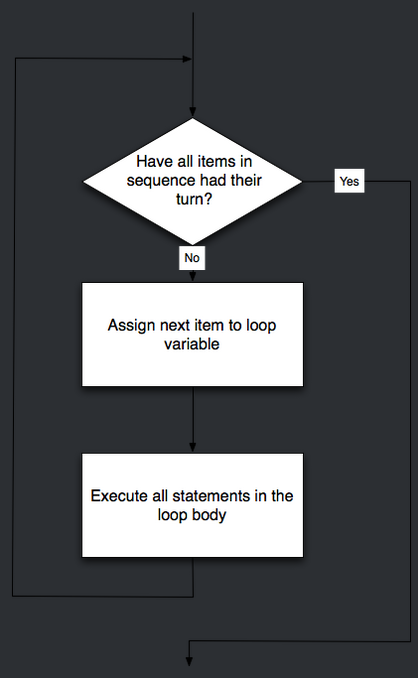 Have all items in
sequence had their
turn?
Yes
No
Assign next item to loop
variable
Execute all statements in the
loop body